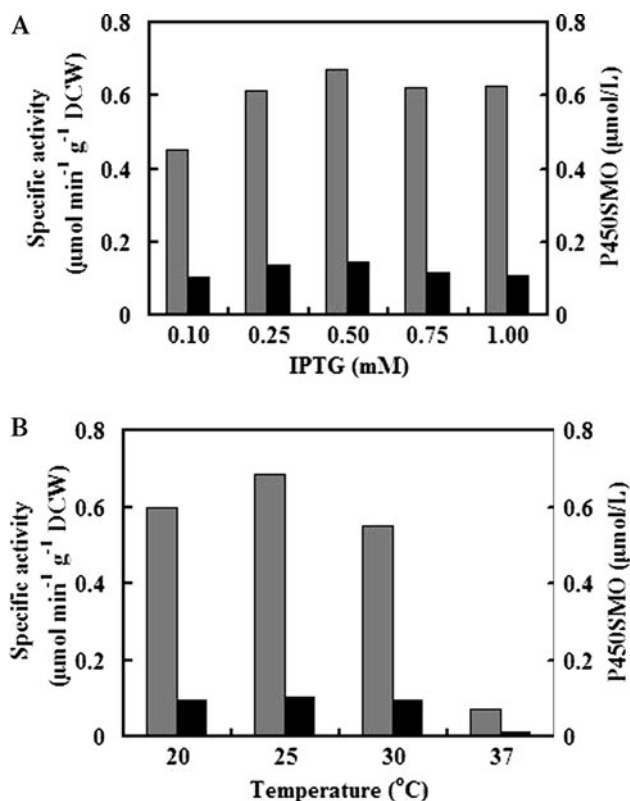 A
Specific activity
(μmol min⁻¹ g⁻¹ DCW)
0.8
0.6
0.4
0.2
0
0.8
0.6
0.4
0.2
0
P450SMO (μmol/L)
0.10 0.25 0.50 0.75 1.00
IPTG (mM)
B
Specific activity
(μmol min⁻¹ g⁻¹ DCW)
0.8
0.6
0.4
0.2
0
0.8
0.6
0.4
0.2
0
P450SMO (μmol/L)
20 25 30 37
Temperature (°C)